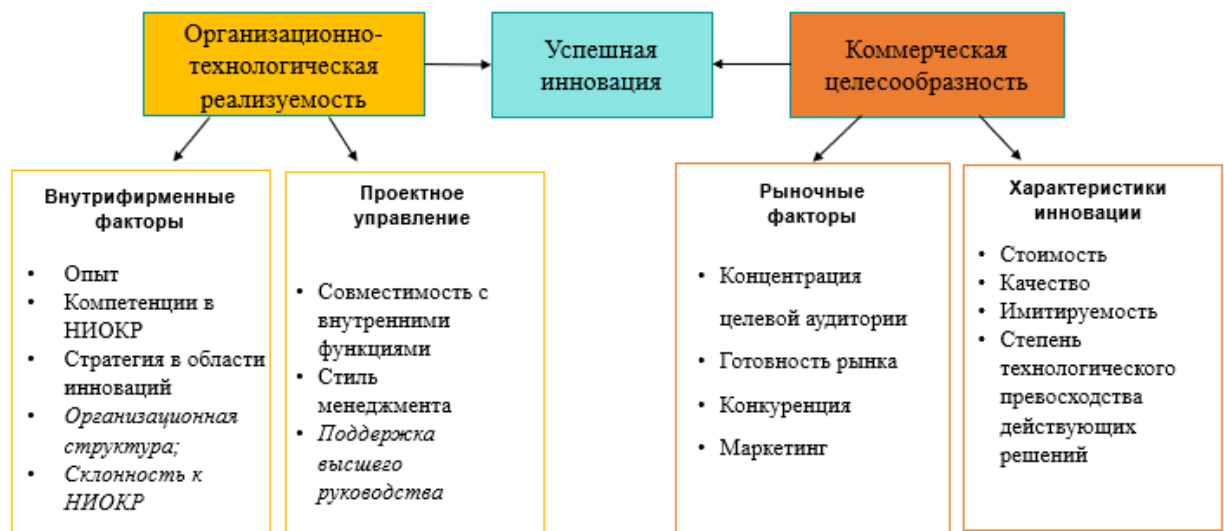 Организационно-
технологическая
реализуемость
Успешная
инновация
Коммерческая
целесообразность
Внутрифирменные
факторы
• Опыт
• Компетенции в
НИОКР
• Стратегия в области
инноваций
• Организационная
структура;
• Склонность к
НИОКР
Проектное
управление
• Совместимость с
внутренними
функциями
• Стиль
менеджмента
• Поддержка
высшего
руководства
Рыночные
факторы
• Концентрация
целевой аудитории
• Готовность рынка
• Конкуренция
• Маркетинг
Характеристики
инновации
• Стоимость
• Качество
• Имитируемость
• Степень
технологического
превосходства
действующих
решений